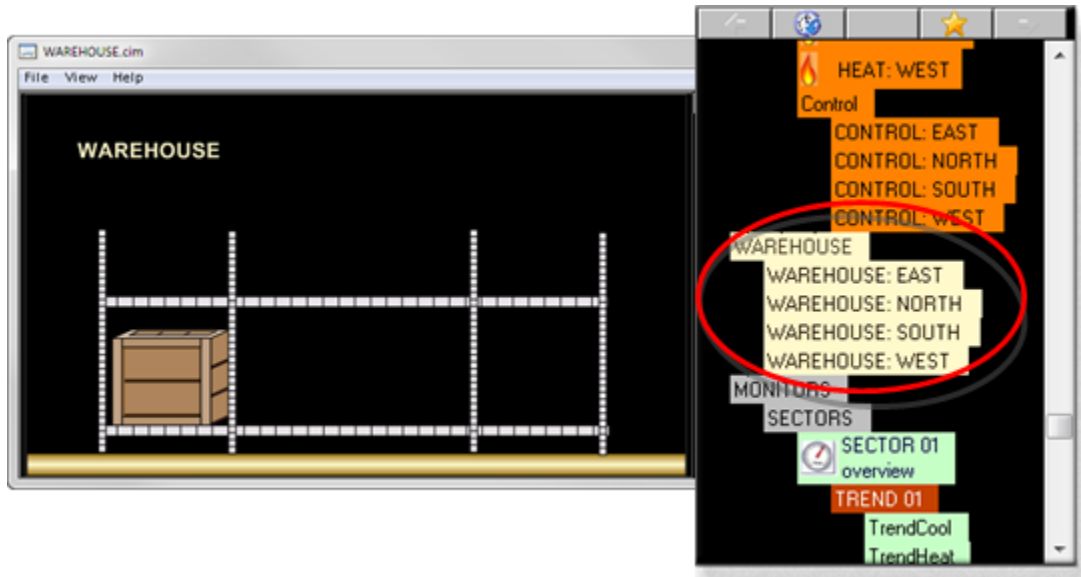 WAREHOUSE.cim
File View Help
WAREHOUSE
HEAT: WEST
Control
CONTROL: EAST
CONTROL: NORTH
CONTROL: SOUTH
CONTROL: WEST
WAREHOUSE
WAREHOUSE: EAST
WAREHOUSE: NORTH
WAREHOUSE: SOUTH
WAREHOUSE: WEST
MONITORS
SECTORS
SECTOR 01
overview
TREND 01
TrendCool
TrendHeat